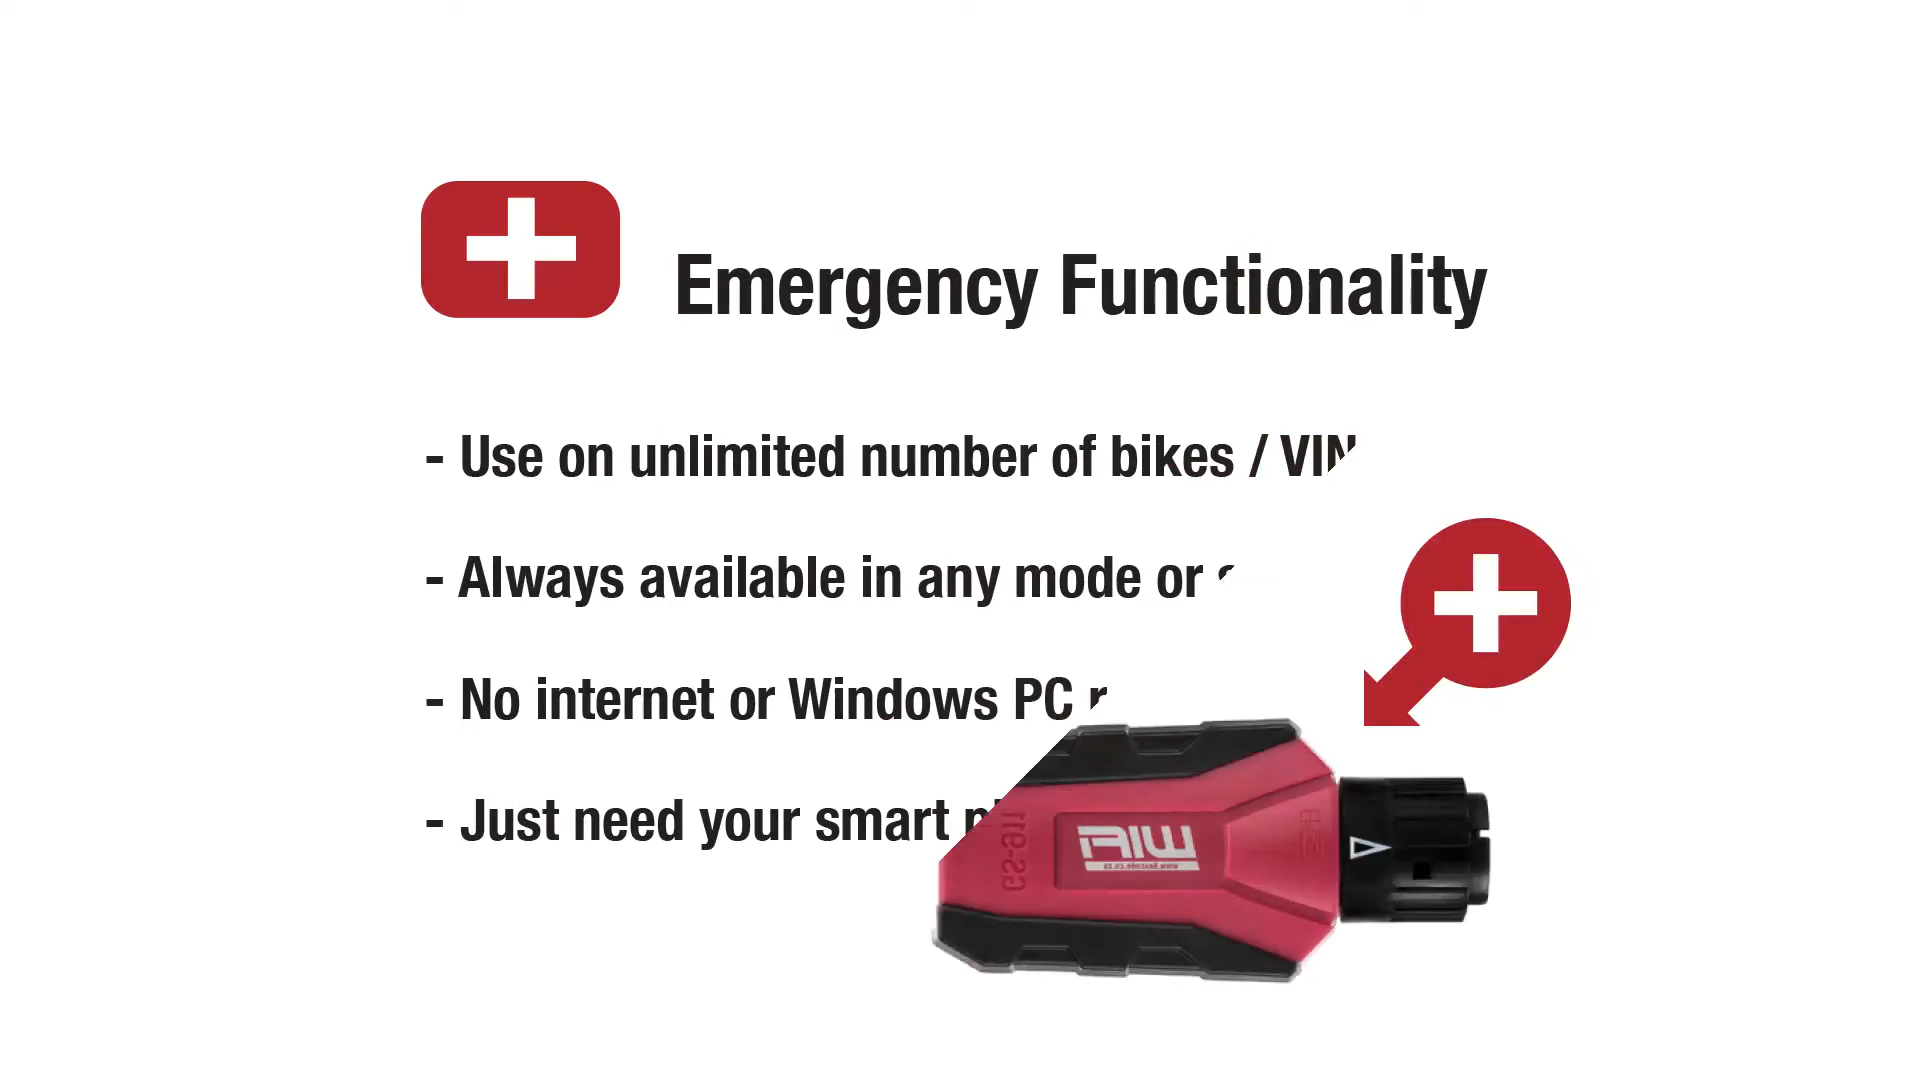 Emergency Functionality
- Use on unlimited number of bikes / VIN
- Always available in any mode or
- No internet or Windows PC
- Just need your smart
WiFi